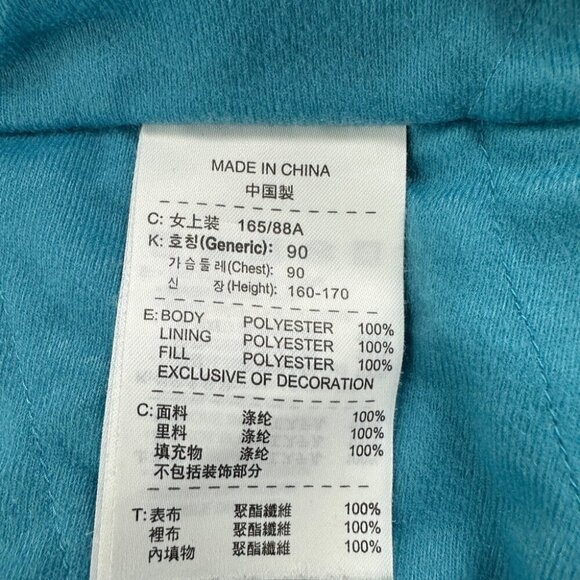 MADE IN CHINA
中国製
C: 女上装 165/88A
K: 호칭(Generic): 90
가슴둘레(Chest): 90
신 장(Height): 160-170
E: BODY POLYESTER 100%
LINING POLYESTER 100%
FILL POLYESTER 100%
EXCLUSIVE OF DECORATION
C: 面料 涤纶 100%
里料 涤纶 100%
填充物 涤纶 100%
不包括装饰部分
T: 表布 聚酯纖維 100%
裡布 聚酯纖維 100%
內填物 聚酯纖維 100%